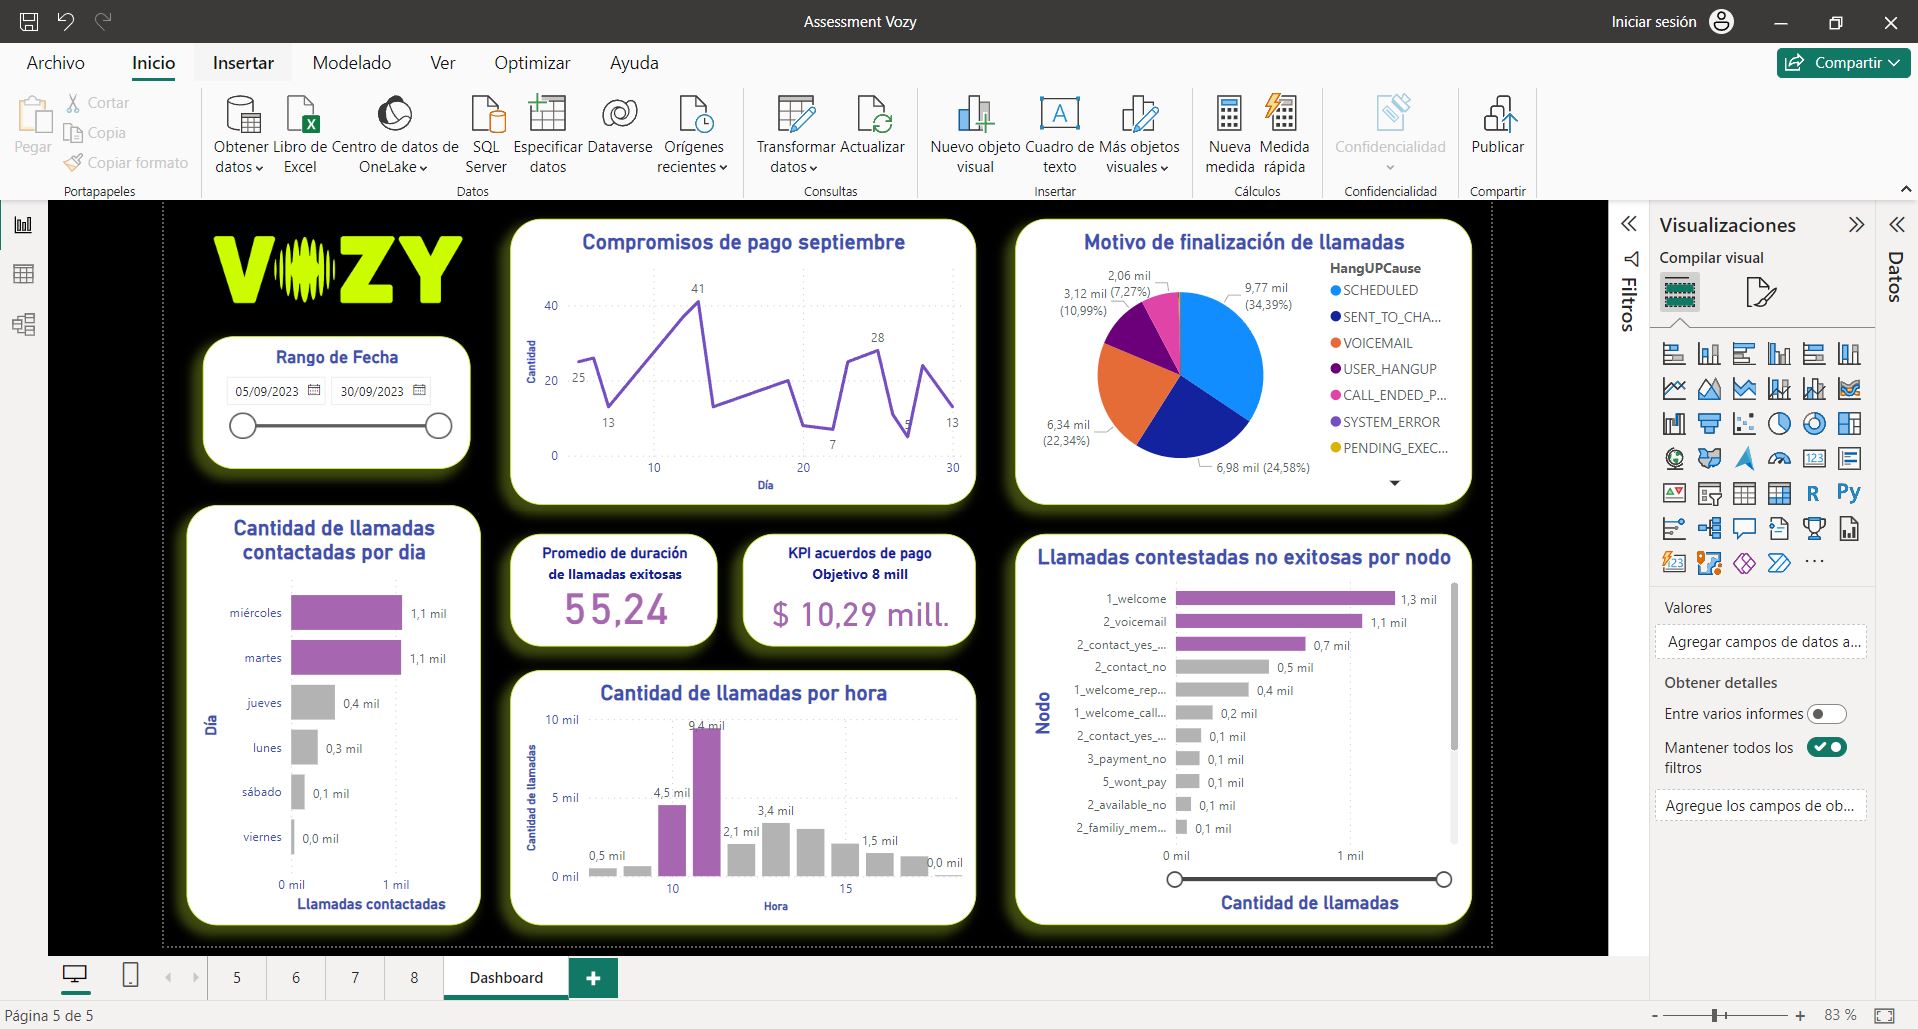 Assessment Vozy
Iniciar sesión
Archivo
Inicio
Insertar
Modelado
Ver
Optimizar
Ayuda
Compartir
Pegar
Cortar
Copia
Copiar formato
Portapapeles
Obtener datos
Libro de Excel
Centro de datos de OneLake
SQL Server
Especificar datos
Dataverse
Orígenes recientes
Datos
Transformar datos
Actualizar
Consultas
Nuevo objeto visual
Cuadro de texto
Más objetos visuales
Insertar
Nueva medida
Medida rápida
Cálculos
Confidencialidad
Confidencialidad
Publicar
Compartir
VOZY
Rango de Fecha
05/09/2023
30/09/2023
Compromisos de pago septiembre
Cantidad
40
20
0
25
13
41
7
28
5
13
10
20
30
Día
Motivo de finalización de llamadas
2,06 mil
(7,27%)
3,12 mil
(10,99%)
9,77 mil
(34,39%)
6,34 mil
(22,34%)
6,98 mil (24,58%)
HangUPCause
SCHEDULED
SENT_TO_CHA...
VOICEMAIL
USER_HANGUP
CALL_ENDED_P...
SYSTEM_ERROR
PENDING_EXEC...
Cantidad de llamadas
contactadas por dia
Día
miércoles
1,1 mil
martes
1,1 mil
jueves
0,4 mil
lunes
0,3 mil
sábado
0,1 mil
viernes
0,0 mil
0 mil
1 mil
Llamadas contactadas
Promedio de duración
de llamadas exitosas
55,24
KPI acuerdos de pago
Objetivo 8 mill
$ 10,29 mill.
Cantidad de llamadas por hora
Cantidad de llamadas
10 mil
5 mil
0 mil
0,5 mil
4,5 mil
9,4 mil
2,1 mil
3,4 mil
1,5 mil
0,0 mil
10
15
Hora
Llamadas contestadas no exitosas por nodo
Nodo
1_welcome
1,3 mil
2_voicemail
1,1 mil
2_contact_yes_...
0,7 mil
2_contact_no
0,5 mil
1_welcome_rep...
0,4 mil
1_welcome_call...
0,2 mil
2_contact_yes_...
0,1 mil
3_payment_no
0,1 mil
5_wont_pay
0,1 mil
2_available_no
0,1 mil
2_familiy_mem...
0,1 mil
0 mil
1 mil
Cantidad de llamadas
Filtros
Visualizaciones
Compilar visual
123
R
Py
123
Valores
Agregar campos de datos a...
Obtener detalles
Entre varios informes
Mantener todos los
filtros
Agregue los campos de ob...
Datos
5
6
7
8
Dashboard
+
Página 5 de 5
- +
83 %